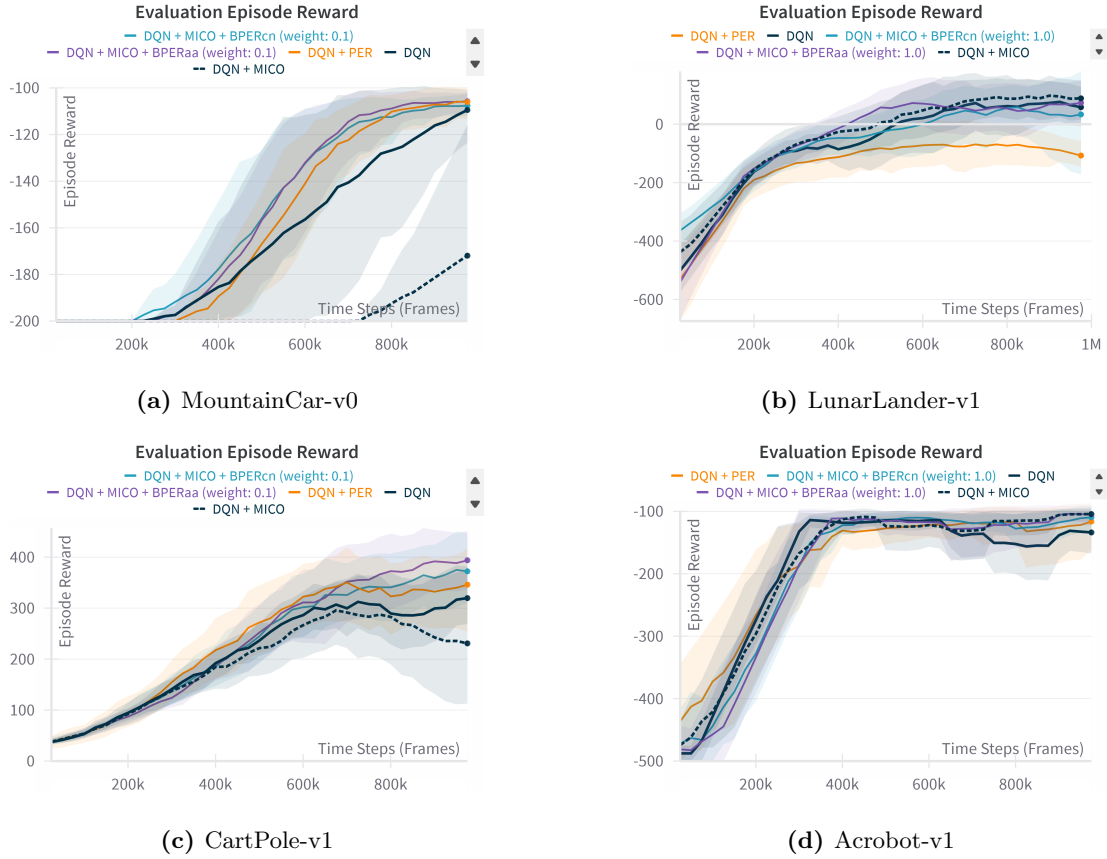 Evaluation Episode Reward
DQN + MICO + BPERcn (weight: 0.1)
DQN + MICO + BPERaa (weight: 0.1) DQN + PER DQN
DQN + MICO
Episode Reward
-100
-120
-140
-160
-180
-200
Time Steps (Frames)
200k 400k 600k 800k
(a) MountainCar-v0
Evaluation Episode Reward
DQN + PER DQN DQN + MICO + BPERcn (weight: 1.0)
DQN + MICO + BPERaa (weight: 1.0) DQN + MICO
Episode Reward
0
-200
-400
-600
Time Steps (Frames)
200k 400k 600k 800k 1M
(b) LunarLander-v1
Evaluation Episode Reward
DQN + MICO + BPERcn (weight: 0.1)
DQN + MICO + BPERaa (weight: 0.1) DQN + PER DQN
DQN + MICO
Episode Reward
400
300
200
100
0
Time Steps (Frames)
200k 400k 600k 800k
(c) CartPole-v1
Evaluation Episode Reward
DQN + PER DQN + MICO + BPERcn (weight: 1.0) DQN
DQN + MICO + BPERaa (weight: 1.0) DQN + MICO
Episode Reward
-100
-200
-300
-400
-500
Time Steps (Frames)
200k 400k 600k 800k
(d) Acrobot-v1